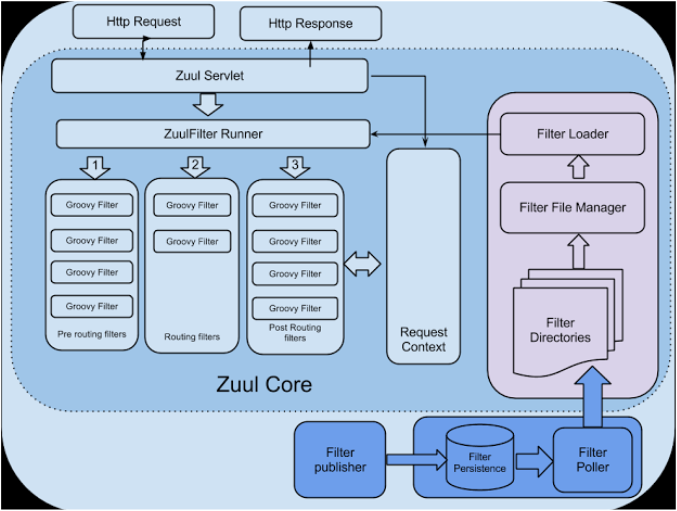 Http Request
Http Response
Zuul Servlet
ZuulFilter Runner
Filter Loader
1
2
3
Groovy Filter
Groovy Filter
Groovy Filter
Groovy Filter
Pre routing filters
Groovy Filter
Groovy Filter
Routing filters
Groovy Filter
Groovy Filter
Groovy Filter
Groovy Filter
Post Routing
filters
Request
Context
Filter File Manager
Filter
Directories
Zuul Core
Filter
publisher
Filter
Persistence
Filter
Poller